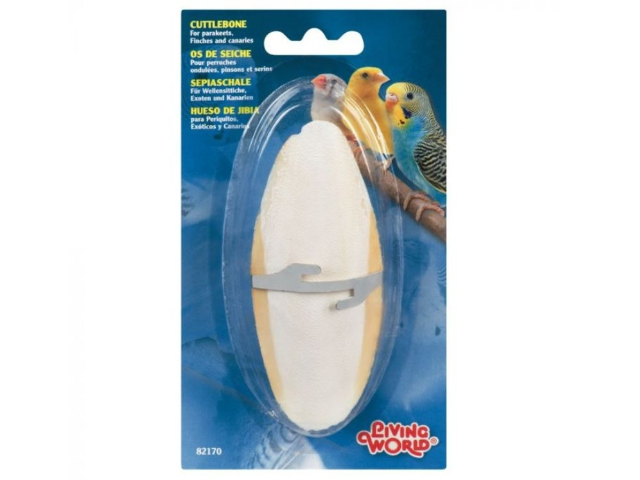 CUTTLEBONE
For parakeets,
Finches and canaries
OS DE SEICHE
Pour perruches
ondulées, pinsons et serins
SEPIASCHALE
Für Wellensittiche,
Exoten und Kanarien
HUESO DE JIBIA
para Periquitos,
Exóticos y Canarios
LIVING
WORLD®
82170